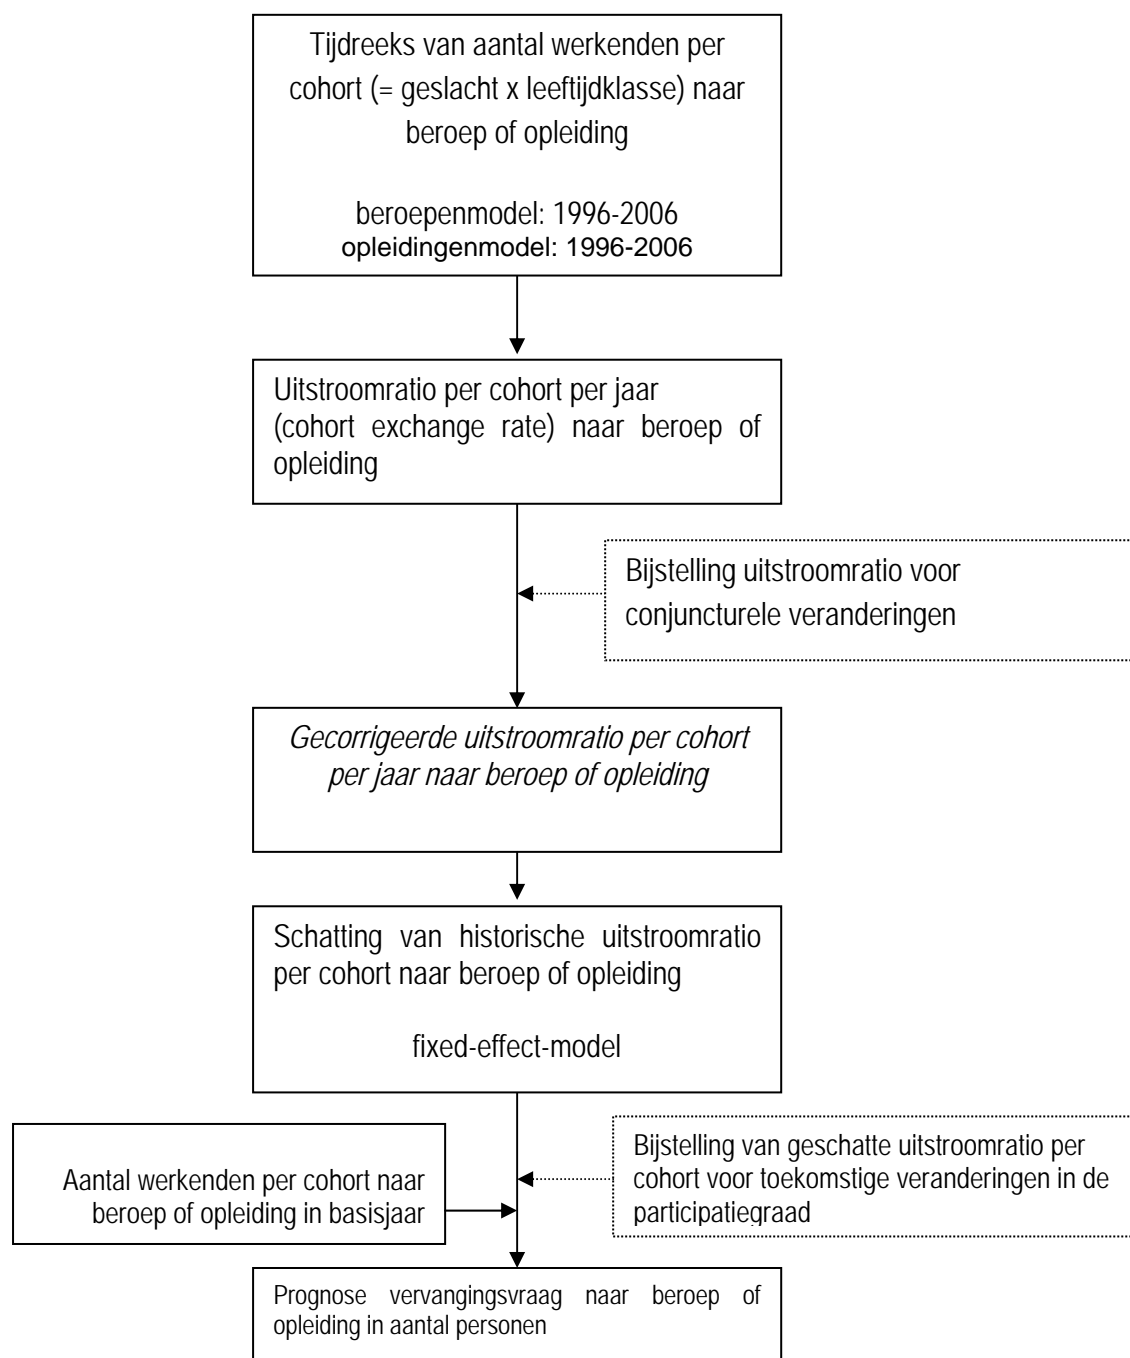 Tijdreeks van aantal werkenden per
cohort (= geslacht x leeftijdklasse) naar
beroep of opleiding
beroepenmodel: 1996-2006
opleidingenmodel: 1996-2006
Uitstroomratio per cohort per jaar
(cohort exchange rate) naar beroep of
opleiding
Bijstelling uitstroomratio voor
conjuncturele veranderingen
Gecorrigeerde uitstroomratio per cohort
per jaar naar beroep of opleiding
Schatting van historische uitstroomratio
per cohort naar beroep of opleiding
fixed-effect-model
Aantal werkenden per cohort naar
beroep of opleiding in basisjaar
Bijstelling van geschatte uitstroomratio per
cohort voor toekomstige veranderingen in de
participatiegraad
Prognose vervangingsvraag naar beroep of
opleiding in aantal personen